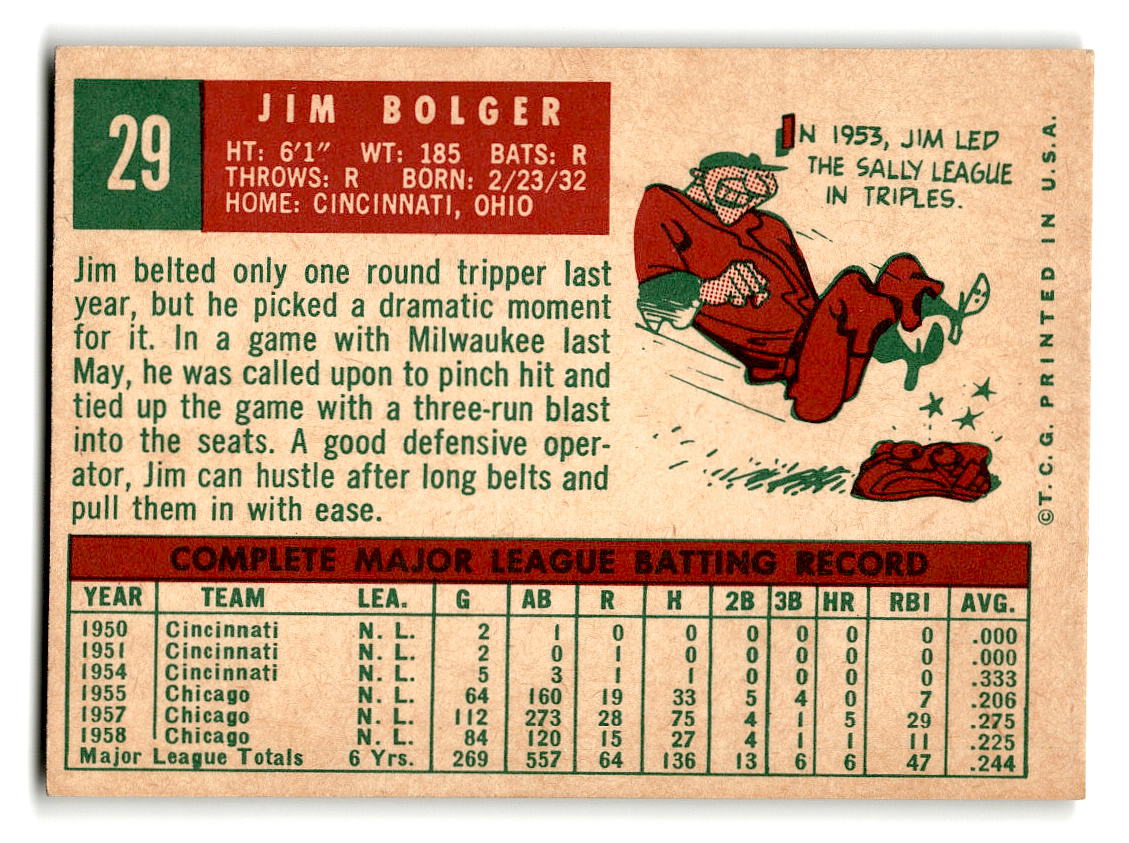 29
JIM BOLGER
HT: 6'1" WT: 185 BATS: R
THROWS: R BORN: 2/23/32
HOME: CINCINNATI, OHIO
IN 1953, JIM LED
THE SALLY LEAGUE
IN TRIPLES.
Jim belted only one round tripper last
year, but he picked a dramatic moment
for it. In a game with Milwaukee last
May, he was called upon to pinch hit and
tied up the game with a three-run blast
into the seats. A good defensive oper-
ator, Jim can hustle after long belts and
pull them in with ease.
©T. C. G. PRINTED IN U.S.A.
COMPLETE MAJOR LEAGUE BATTING RECORD
YEAR TEAM LEA. G AB R H 2B 3B HR RBI AVG.
1950 Cincinnati N. L. 2 1 0 0 0 0 0 0 .000
1951 Cincinnati N. L. 2 0 1 0 0 0 0 0 .000
1954 Cincinnati N. L. 5 3 1 1 0 0 0 0 .333
1955 Chicago N. L. 64 160 19 33 5 4 0 7 .206
1957 Chicago N. L. 112 273 28 75 4 1 5 29 .275
1958 Chicago N. L. 84 120 15 27 4 1 1 11 .225
Major League Totals 6 Yrs. 269 557 64 136 13 6 6 47 .244